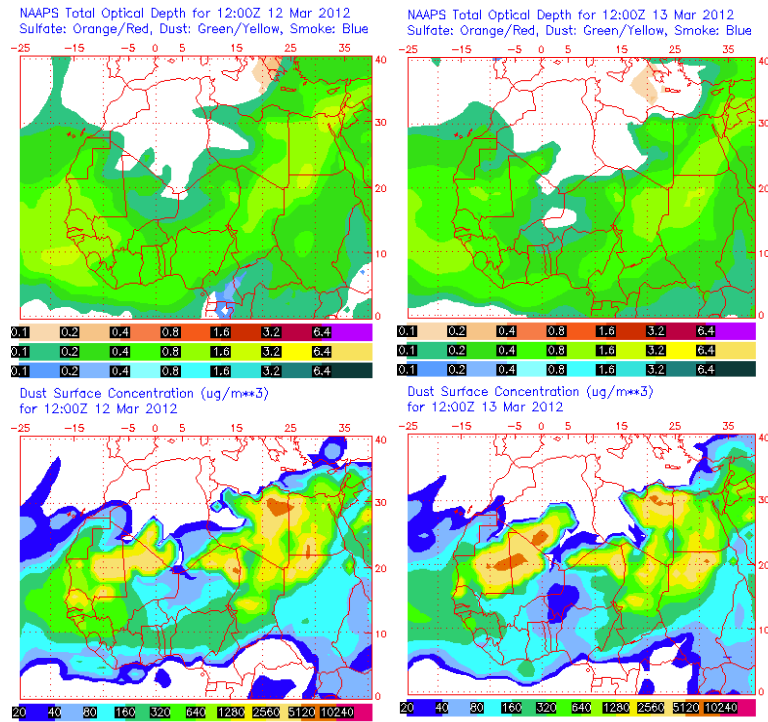 NAAPS Total Optical Depth for 12:00Z 12 Mar 2012
Sulfate: Orange/Red, Dust: Green/Yellow, Smoke: Blue
-25 -15 -5 0 5 15 25 35
40
30
20
10
0
0.1 0.2 0.4 0.8 1.6 3.2 6.4
0.1 0.2 0.4 0.8 1.6 3.2 6.4
0.1 0.2 0.4 0.8 1.6 3.2 6.4
NAAPS Total Optical Depth for 12:00Z 13 Mar 2012
Sulfate: Orange/Red, Dust: Green/Yellow, Smoke: Blue
-25 -15 -5 0 5 15 25 35
40
30
20
10
0
0.1 0.2 0.4 0.8 1.6 3.2 6.4
0.1 0.2 0.4 0.8 1.6 3.2 6.4
0.1 0.2 0.4 0.8 1.6 3.2 6.4
Dust Surface Concentration (ug/m**3)
for 12:00Z 12 Mar 2012
-25 -15 -5 0 5 15 25 35
40
30
20
10
0
20 40 80 160 320 640 1280 2560 5120 10240
Dust Surface Concentration (ug/m**3)
for 12:00Z 13 Mar 2012
-25 -15 -5 0 5 15 25 35
40
30
20
10
0
20 40 80 160 320 640 1280 2560 5120 10240